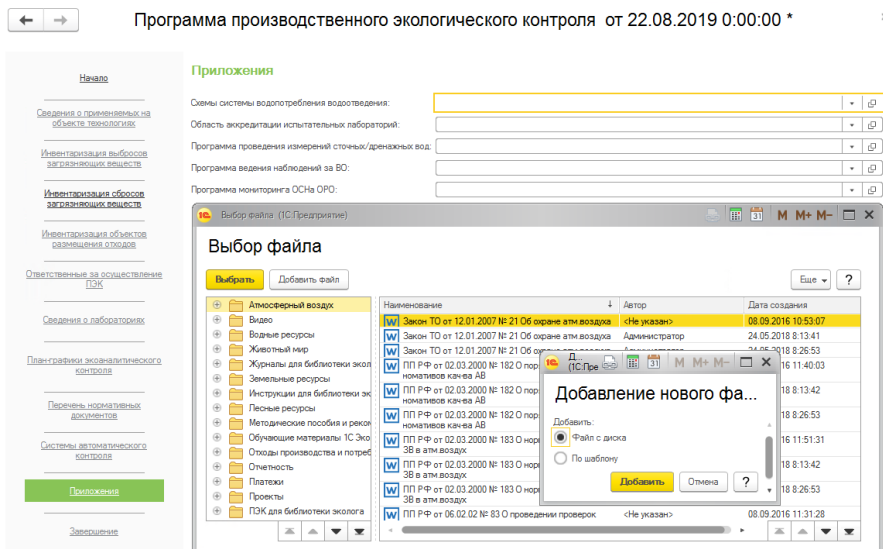 Программа производственного экологического контроля от 22.08.2019 0:00:00 *
Начало
Сведения о применяемых на
объекте технологиях
Инвентаризация выбросов
загрязняющих веществ
Инвентаризация сбросов
загрязняющих веществ
Инвентаризация объектов
размещения отходов
Ответственные за осуществление
ПЭК
Сведения о лабораториях
План-графики экоаналитического
контроля
Перечень нормативных
документов
Системы автоматического
контроля
Приложения
Завершение
Приложения
Схемы системы водопотребления водоотведения:
Область аккредитации испытательных лабораторий:
Программа проведения измерений сточных/дренажных вод:
Программа ведения наблюдений за ВО:
Программа мониторинга ОСНа ОРО:
Выбор файла (1С:Предприятие)
31 M M+ M-
Выбор файла
Выбрать Добавить файл Еще ?
Атмосферный воздух
Видео
Водные ресурсы
Животный мир
Журналы для библиотеки экол
Земельные ресурсы
Инструкции для библиотеки эк
Лесные ресурсы
Методические пособия и реком
Обучающие материалы 1С Эко
Отходы производства и потреб
Отчетность
Платежи
Проекты
ПЭК для библиотеки эколога
Наименование Автор Дата создания
Закон ТО от 12.01.2007 № 21 Об охране атм.воздуха <Не указан> 08.09.2016 10:53:07
Закон ТО от 12.01.2007 № 21 Об охране атм.воздуха Администратор 24.05.2018 8:13:41
Закон ТО от 12.01.2007 № 21 Об
ПП РФ от 02.03.2000 № 182 О пор 16 11:40:03
номативов кач-ва АВ
ПП РФ от 02.03.2000 № 182 О пор 18 8:13:42
номативов кач-ва АВ
ПП РФ от 02.03.2000 № 182 О пор 18 8:26:53
номативов кач-ва АВ
ПП РФ от 02.03.2000 № 183 О нор 16 11:51:31
ЗВ в атм.воздух
ПП РФ от 02.03.2000 № 183 О нор 18 8:13:42
ЗВ в атм.воздух
ПП РФ от 02.03.2000 № 183 О нор 18 8:26:53
ЗВ в атм.воздух
ПП РФ от 06.02.02 № 83 О проведении проверок <Не указан> 08.09.2016 11:31:28
Д...
(1С:Пре 31 M M+ M-
Добавление нового фа...
Добавить:
Файл с диска
По шаблону
Добавить Отмена ?